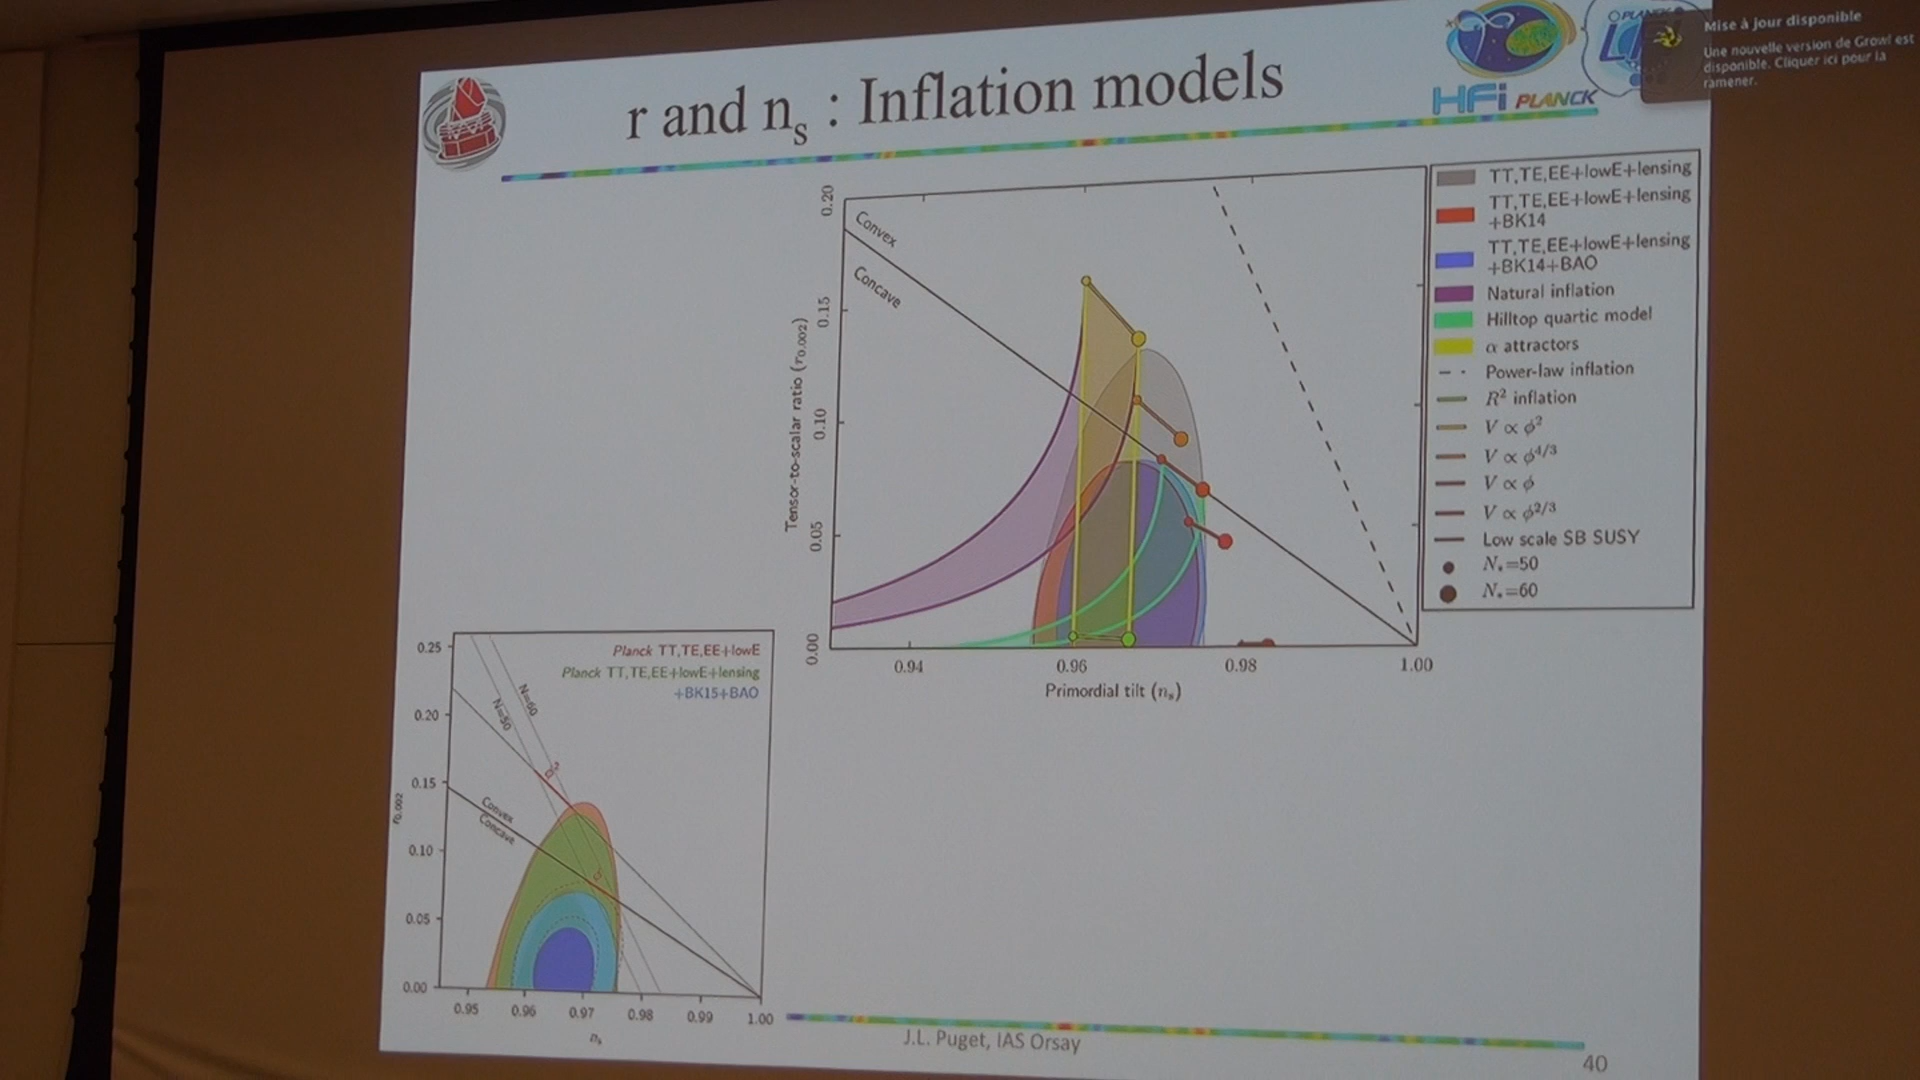 Mise à jour disponible
Une nouvelle version de Growl est
disponible. Cliquer ici pour la
ramener.
r and nₛ : Inflation models
HFi PLANCK
TT,TE,EE+lowE+lensing
TT,TE,EE+lowE+lensing
+BK14
TT,TE,EE+lowE+lensing
+BK14+BAO
Natural inflation
Hilltop quartic model
α attractors
Power-law inflation
R² inflation
V ∝ ϕ²
V ∝ ϕ^4/3
V ∝ ϕ
V ∝ ϕ^2/3
Low scale SB SUSY
N*=50
N*=60
Convex
Concave
Tensor-to-scalar ratio (r0.002)
0.20
0.15
0.10
0.05
0.00
0.94
0.96
0.98
1.00
Primordial tilt (nₛ)
Planck TT,TE,EE+lowE
Planck TT,TE,EE+lowE+lensing
+BK15+BAO
N=50
N=60
ϕ²
ϕ
Convex
Concave
r0.002
0.25
0.20
0.15
0.10
0.05
0.00
0.95
0.96
0.97
0.98
0.99
1.00
nₛ
J.L. Puget, IAS Orsay
40